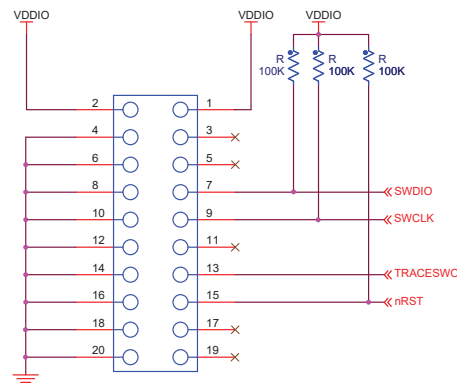 VDDIO VDDIO VDDIO
R R R
100K 100K 100K
2 1
4 3
6 5
8 7 SWDIO
10 9 SWCLK
12 11
14 13 TRACESWO
16 15 nRST
18 17
20 19